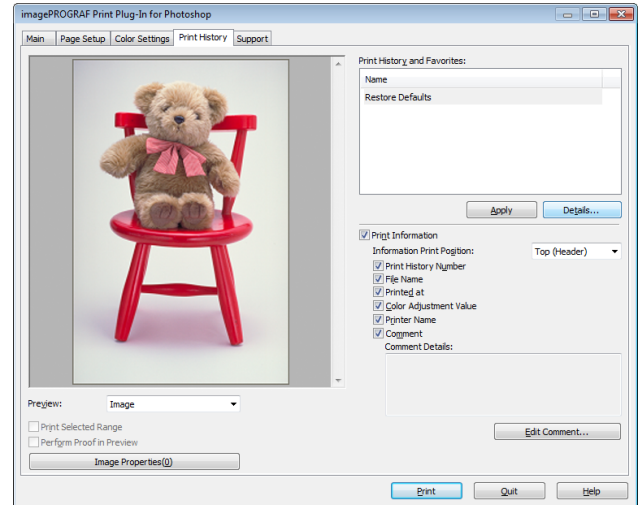 imagePROGRAF Print Plug-In for Photoshop
Main Page Setup Color Settings Print History Support
Print History and Favorites:
Name
Restore Defaults
Apply Details...
Print Information
Information Print Position: Top (Header)
Print History Number
File Name
Printed at
Color Adjustment Value
Printer Name
Comment
Comment Details:
Preview: Image
Print Selected Range
Perform Proof in Preview
Edit Comment...
Image Properties(0)
Print Quit Help